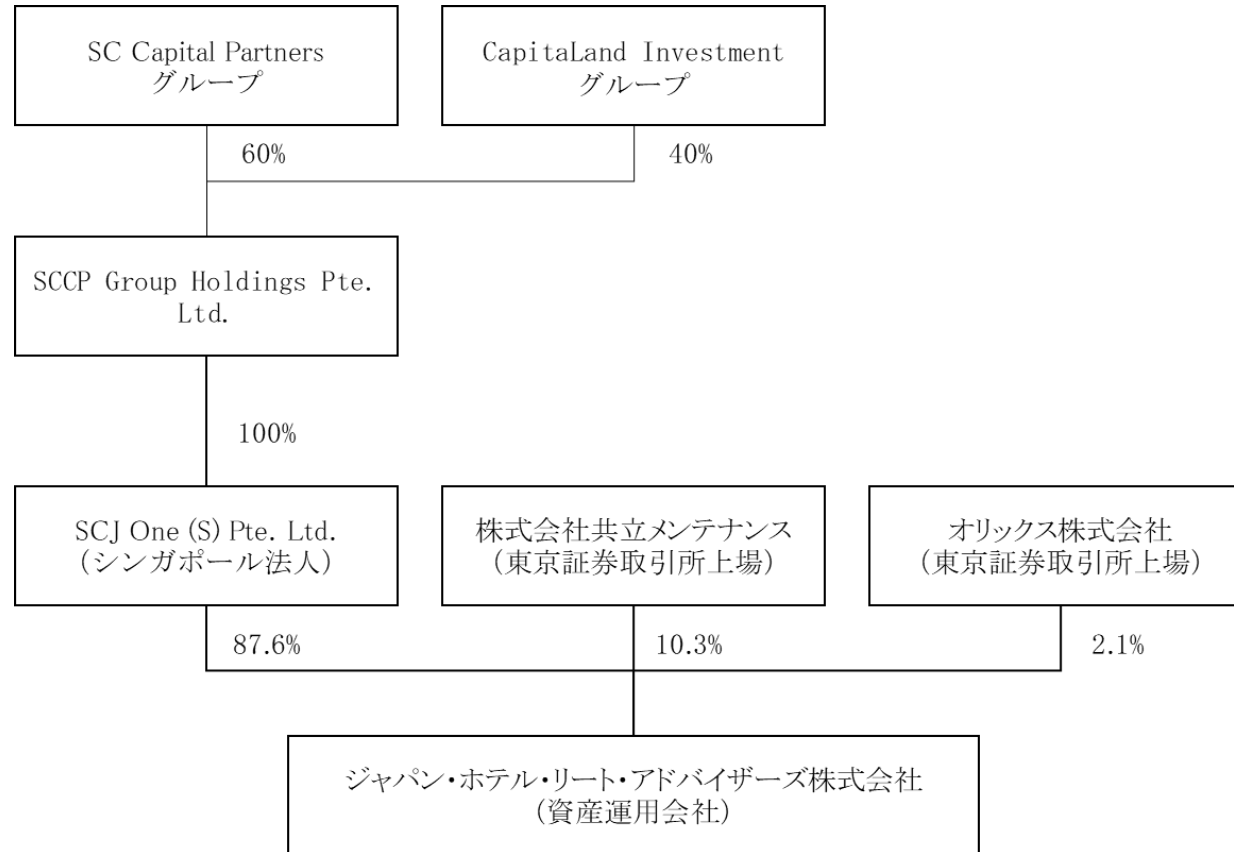 SC Capital Partners
グループ
CapitaLand Investment
グループ
60%
40%
SCCP Group Holdings Pte.
Ltd.
100%
SCJ One (S) Pte. Ltd.
(シンガポール法人)
株式会社共立メンテナンス
(東京証券取引所上場)
オリックス株式会社
(東京証券取引所上場)
87.6%
10.3%
2.1%
ジャパン・ホテル・リート・アドバイザーズ株式会社
(資産運用会社)